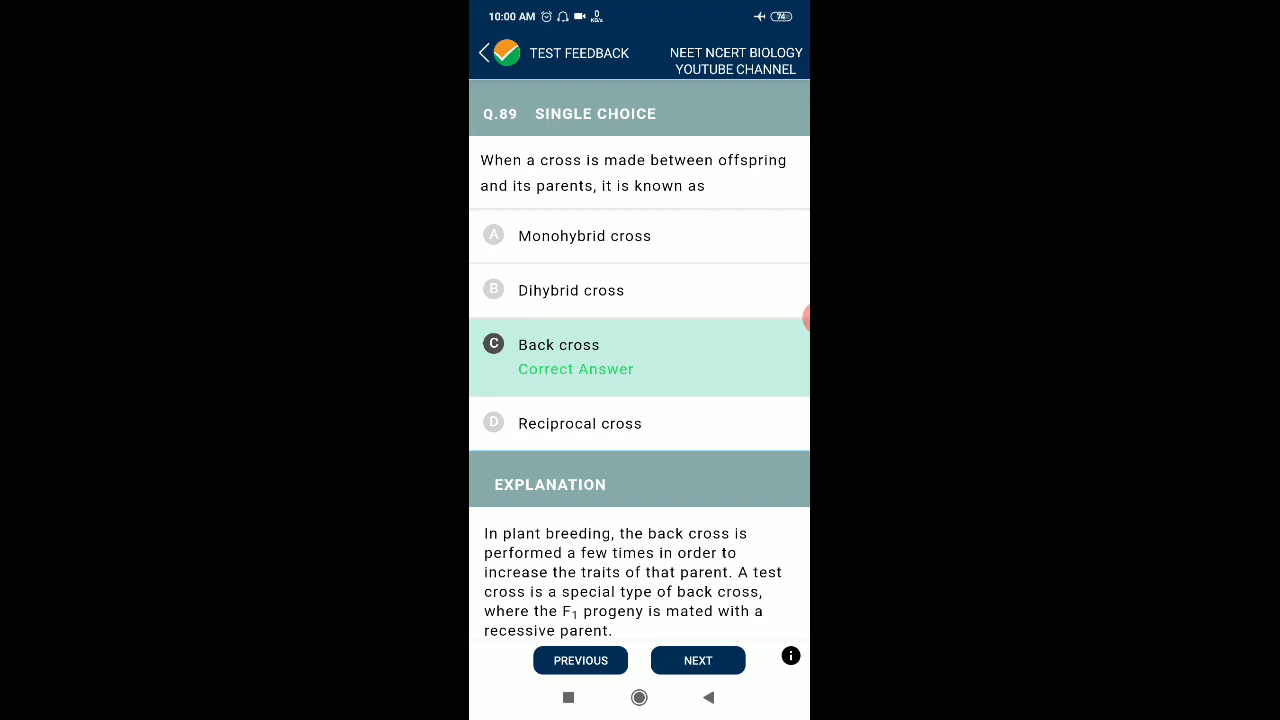 10:00 AM 0 KB/s 74
TEST FEEDBACK
NEET NCERT BIOLOGY
YOUTUBE CHANNEL
Q.89 SINGLE CHOICE
When a cross is made between offspring
and its parents, it is known as
A Monohybrid cross
B Dihybrid cross
C Back cross
Correct Answer
D Reciprocal cross
EXPLANATION
In plant breeding, the back cross is
performed a few times in order to
increase the traits of that parent. A test
cross is a special type of back cross,
where the F₁ progeny is mated with a
recessive parent.
PREVIOUS NEXT i